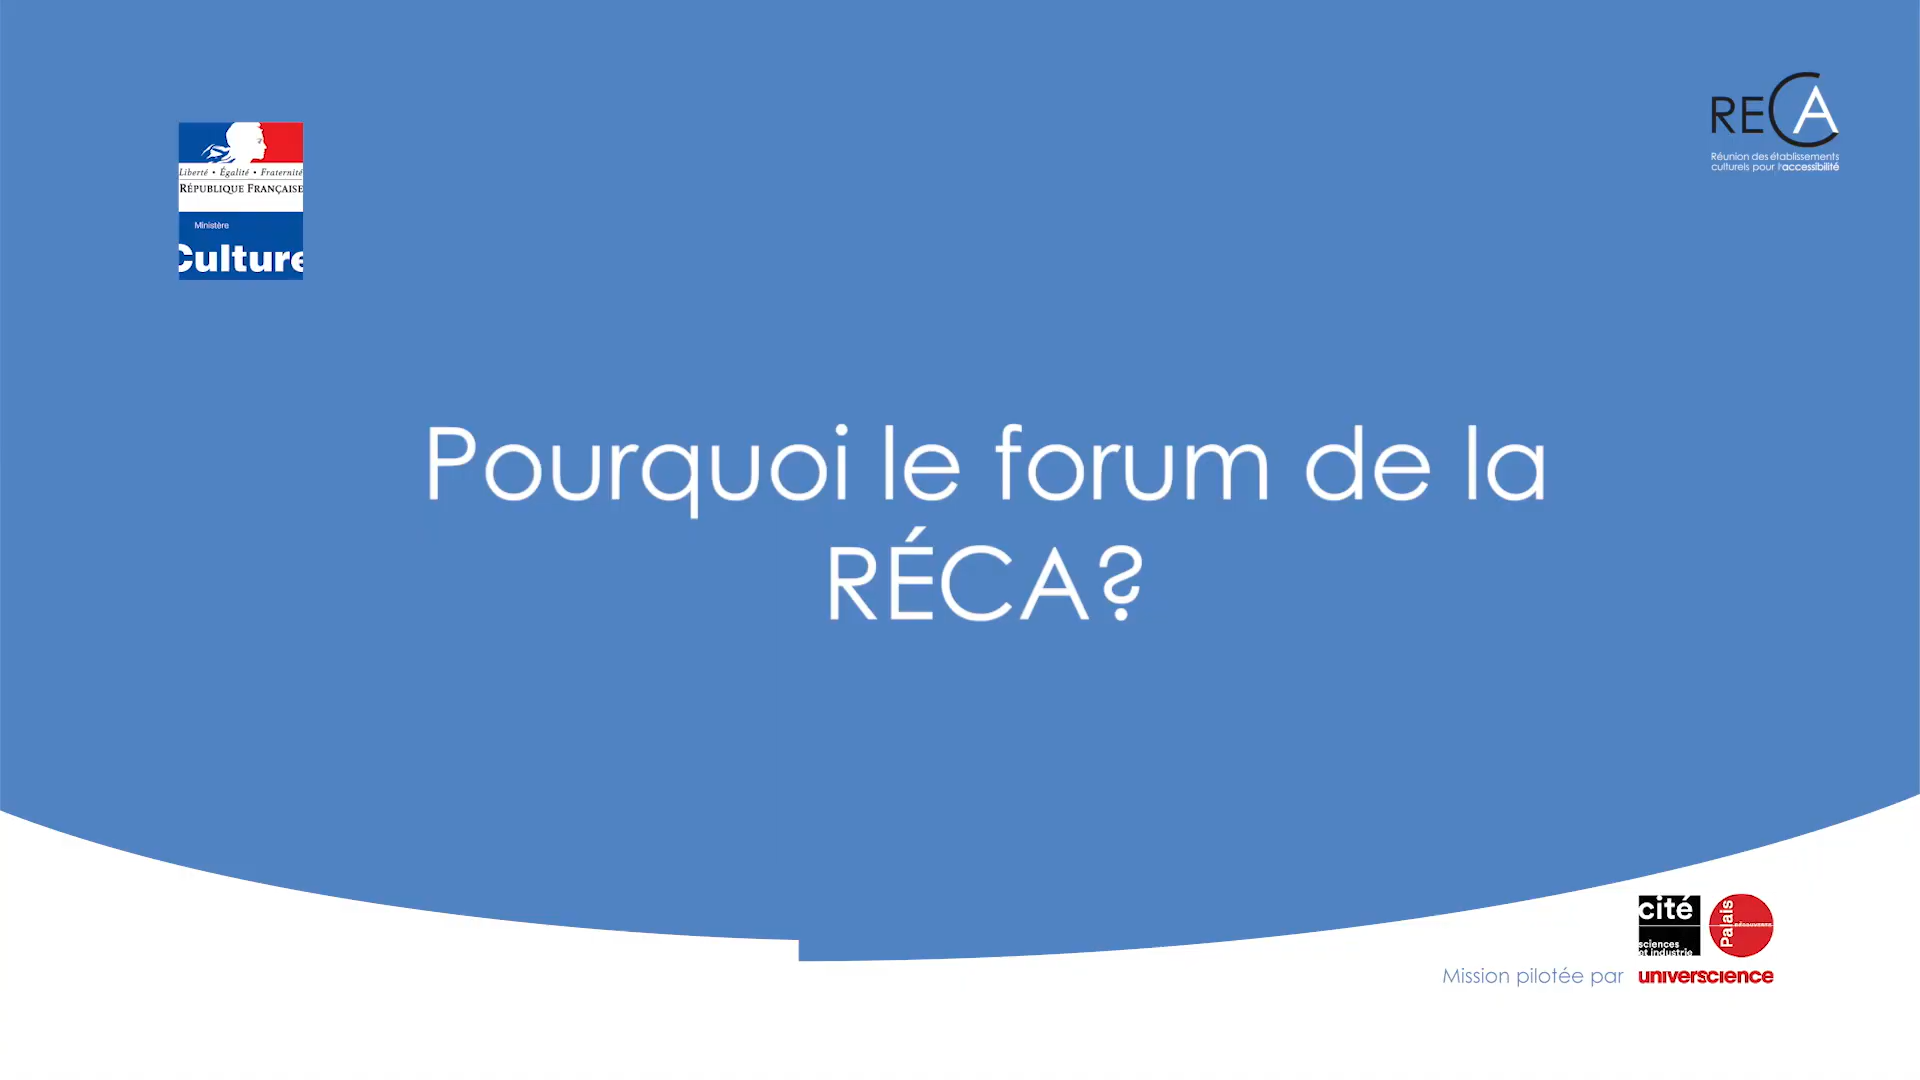 Liberté • Égalité • Fraternité
RÉPUBLIQUE FRANÇAISE
Ministère
Culture
RECA
Réunion des établissements
culturels pour l'accessibilité
Pourquoi le forum de la
RÉCA?
cité
sciences
et industrie
Palais
DÉCOUVERTE
Mission pilotée par
universcience